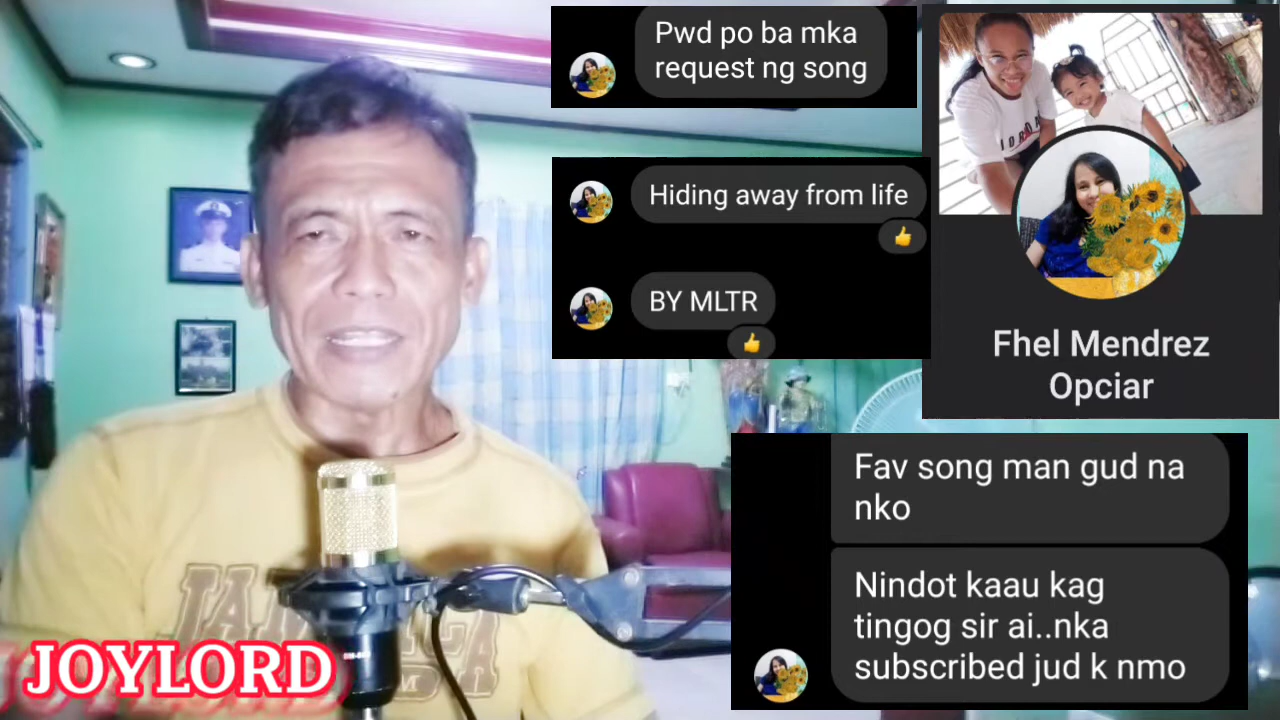 Pwd po ba mka
request ng song
Hiding away from life
BY MLTR
Fhel Mendrez
Opciar
Fav song man gud na
nko
Nindot kaau kag
tingog sir ai..nka
subscribed jud k nmo
JOYLORD